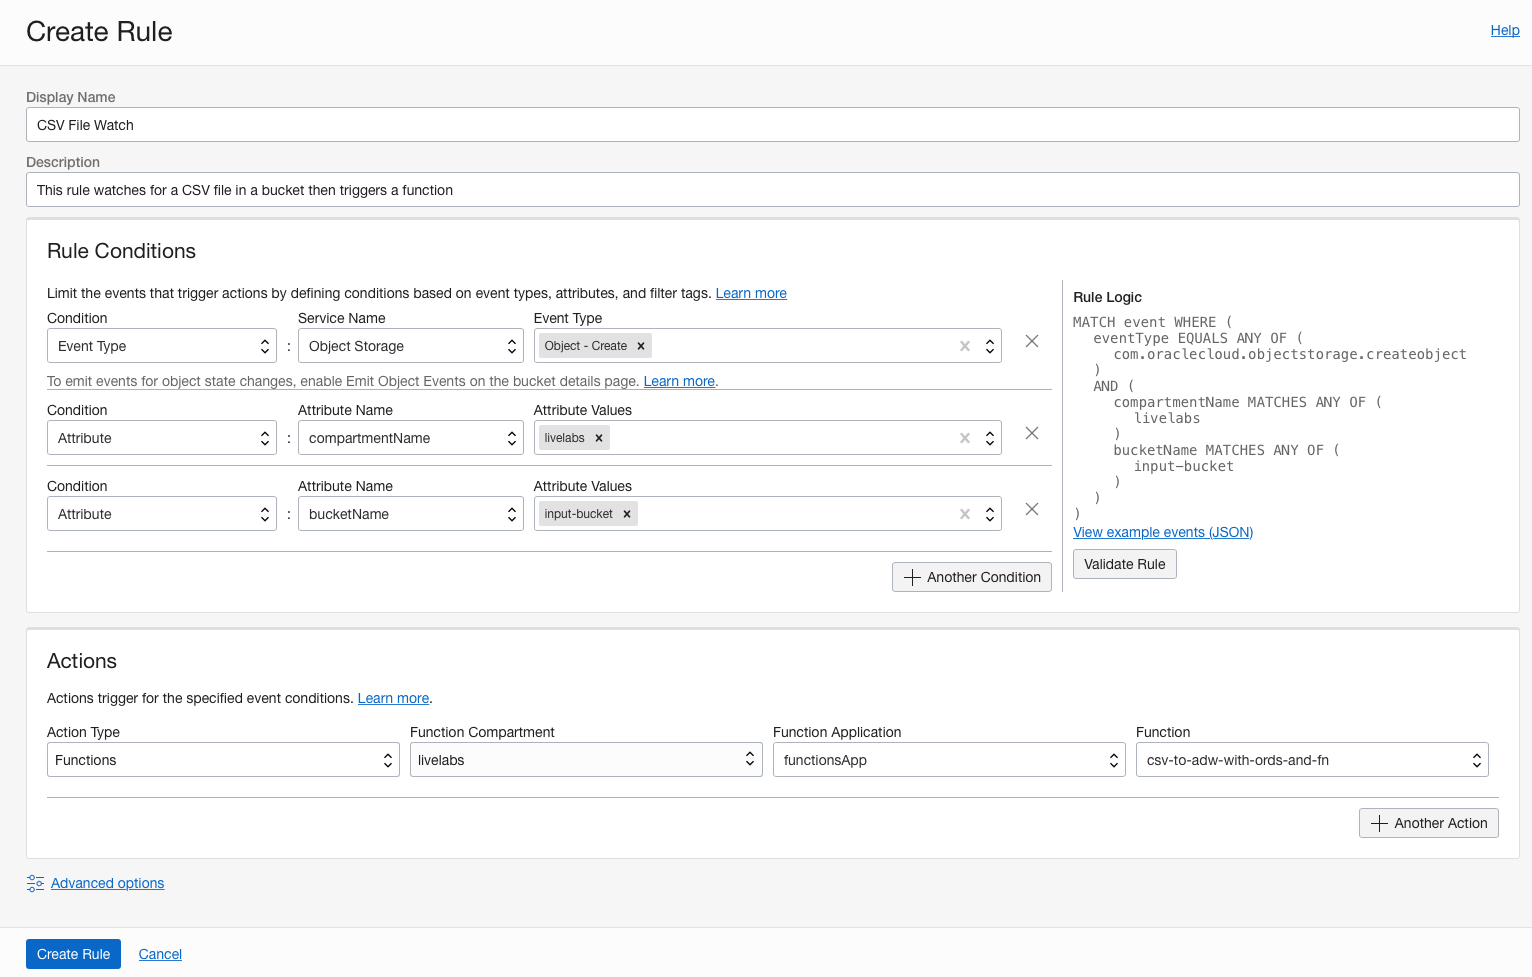 Create Rule
Help
Display Name
CSV File Watch
Description
This rule watches for a CSV file in a bucket then triggers a function
Rule Conditions
Limit the events that trigger actions by defining conditions based on event types, attributes, and filter tags. Learn more
Condition Service Name Event Type
Event Type : Object Storage Object - Create
To emit events for object state changes, enable Emit Object Events on the bucket details page. Learn more.
Condition Attribute Name Attribute Values
Attribute : compartmentName livelabs
Condition Attribute Name Attribute Values
Attribute : bucketName input-bucket
Another Condition
Rule Logic
MATCH event WHERE (
eventType EQUALS ANY OF (
com.oraclecloud.objectstorage.createobject
)
AND (
compartmentName MATCHES ANY OF (
livelabs
)
bucketName MATCHES ANY OF (
input-bucket
)
)
)
View example events (JSON)
Validate Rule
Actions
Actions trigger for the specified event conditions. Learn more.
Action Type Function Compartment Function Application Function
Functions livelabs functionsApp csv-to-adw-with-ords-and-fn
Another Action
Advanced options
Create Rule Cancel